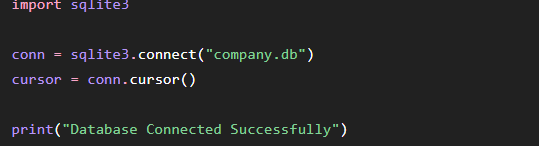 import sqlite3
conn = sqlite3.connect("company.db")
cursor = conn.cursor()
print("Database Connected Successfully")